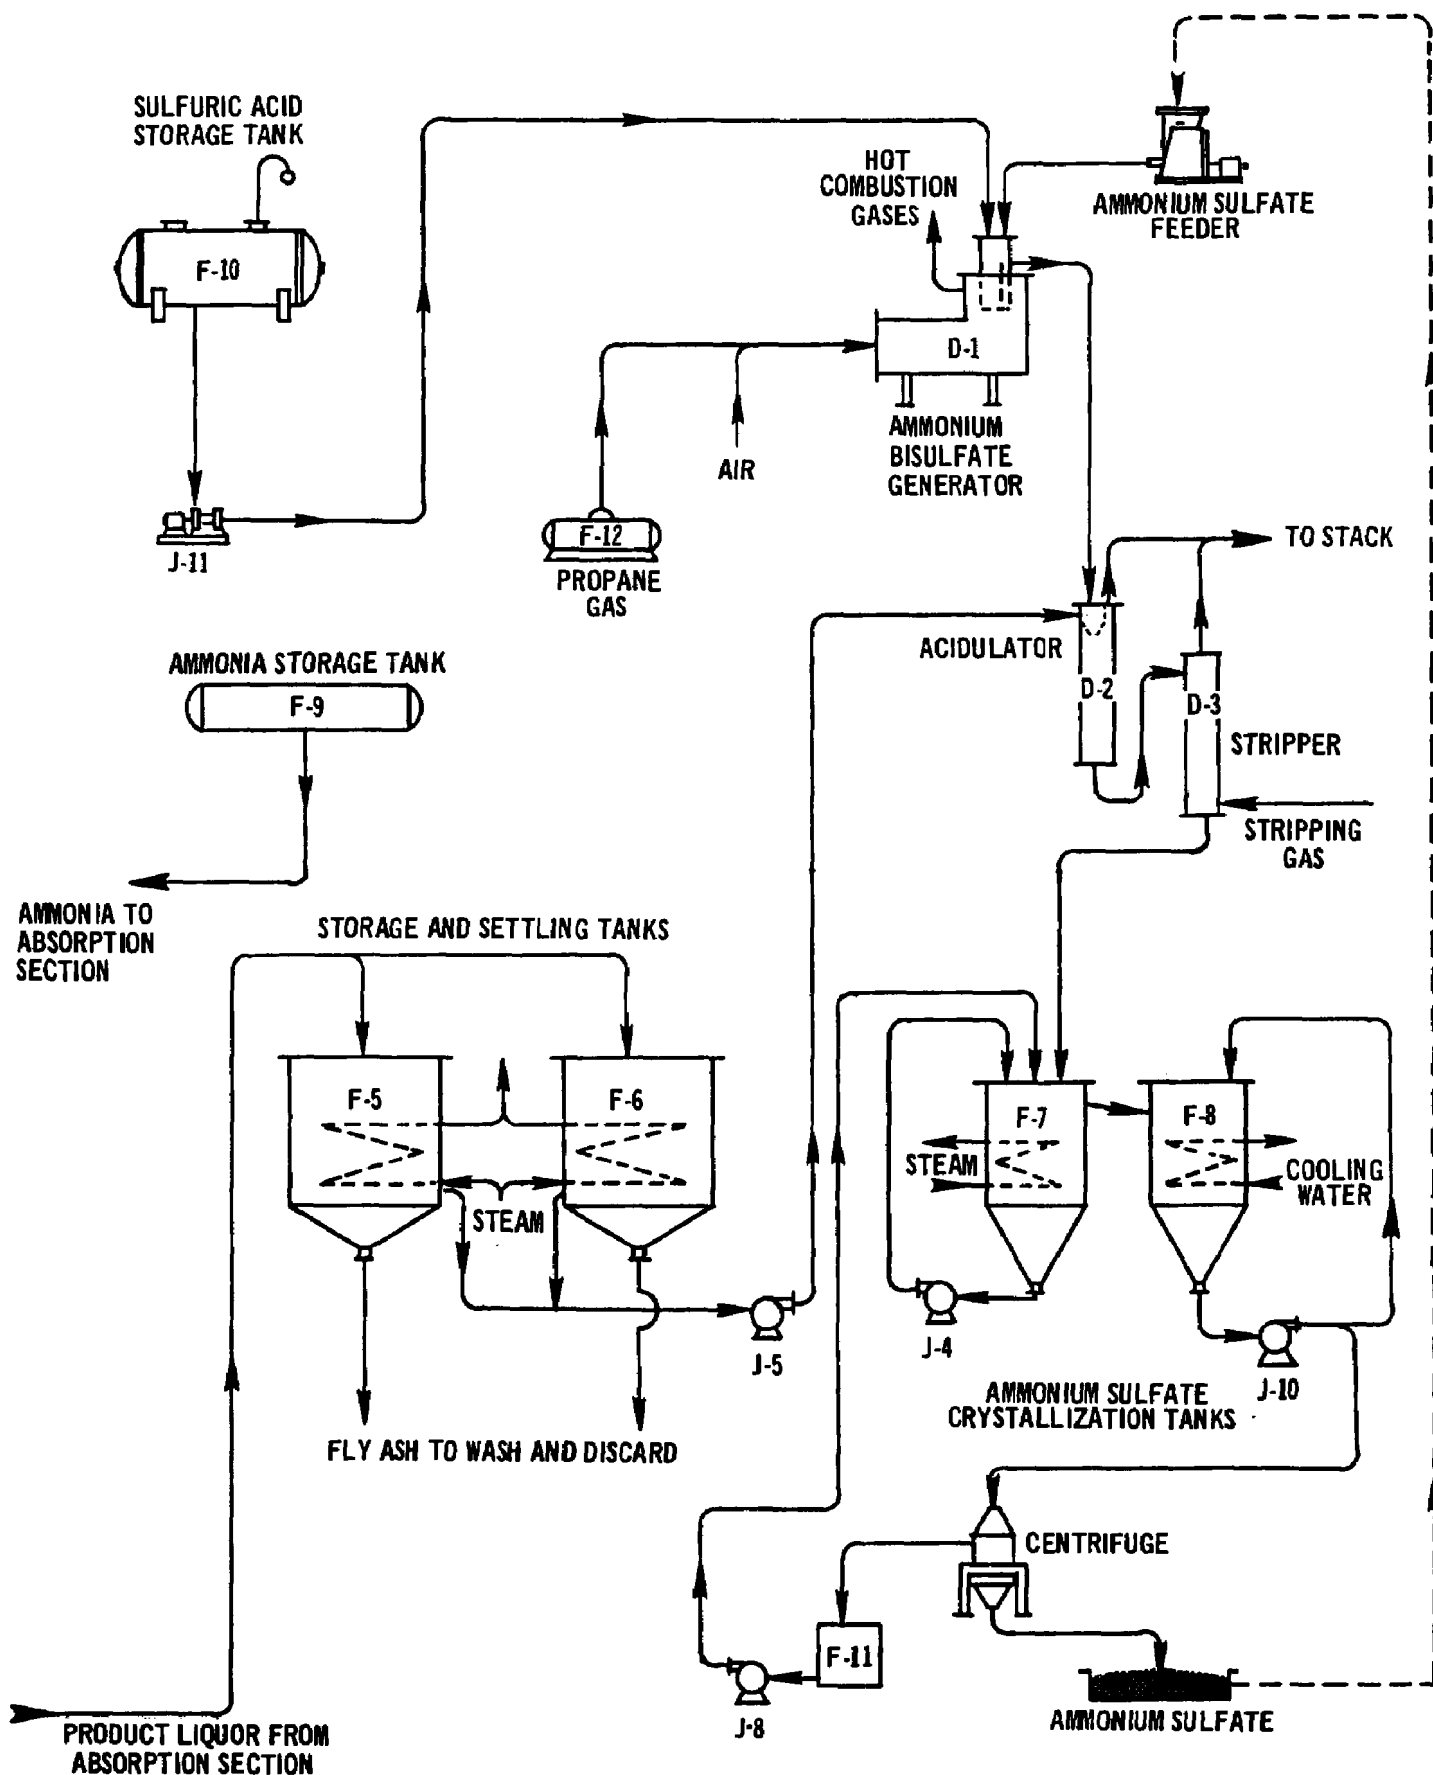 SULFURIC ACID
STORAGE TANK
F-10
J-11
HOT
COMBUSTION
GASES
AMMONIUM SULFATE
FEEDER
D-1
AMMONIUM
BISULFATE
GENERATOR
AIR
F-12
PROPANE
GAS
TO STACK
ACIDULATOR
D-2
D-3
STRIPPER
STRIPPING
GAS
AMMONIA STORAGE TANK
F-9
AMMONIA TO
ABSORPTION
SECTION
STORAGE AND SETTLING TANKS
F-5
F-6
STEAM
J-5
FLY ASH TO WASH AND DISCARD
F-7
F-8
STEAM
COOLING
WATER
J-4
J-10
AMMONIUM SULFATE
CRYSTALLIZATION TANKS
CENTRIFUGE
F-11
J-8
AMMONIUM SULFATE
PRODUCT LIQUOR FROM
ABSORPTION SECTION